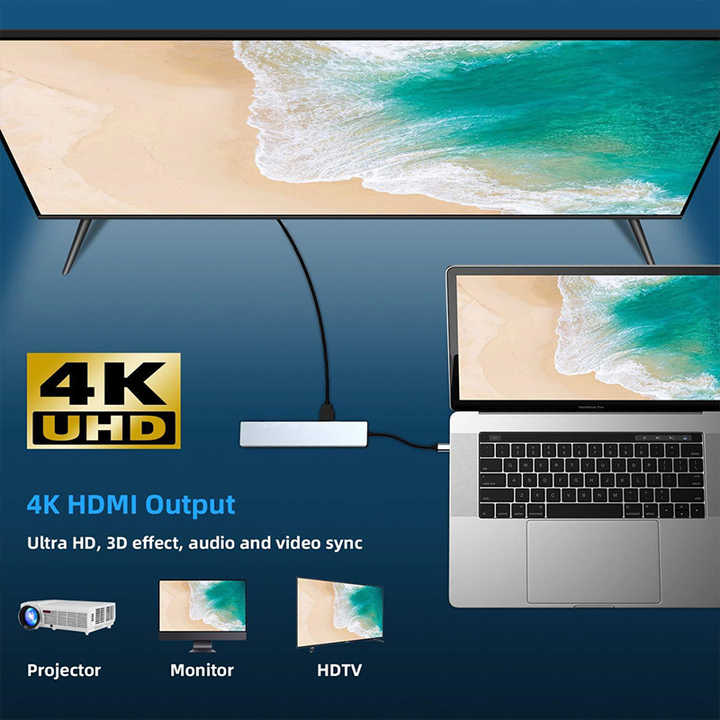 4K
UHD
4K HDMI Output
Ultra HD, 3D effect, audio and video sync
Projector
Monitor
HDTV